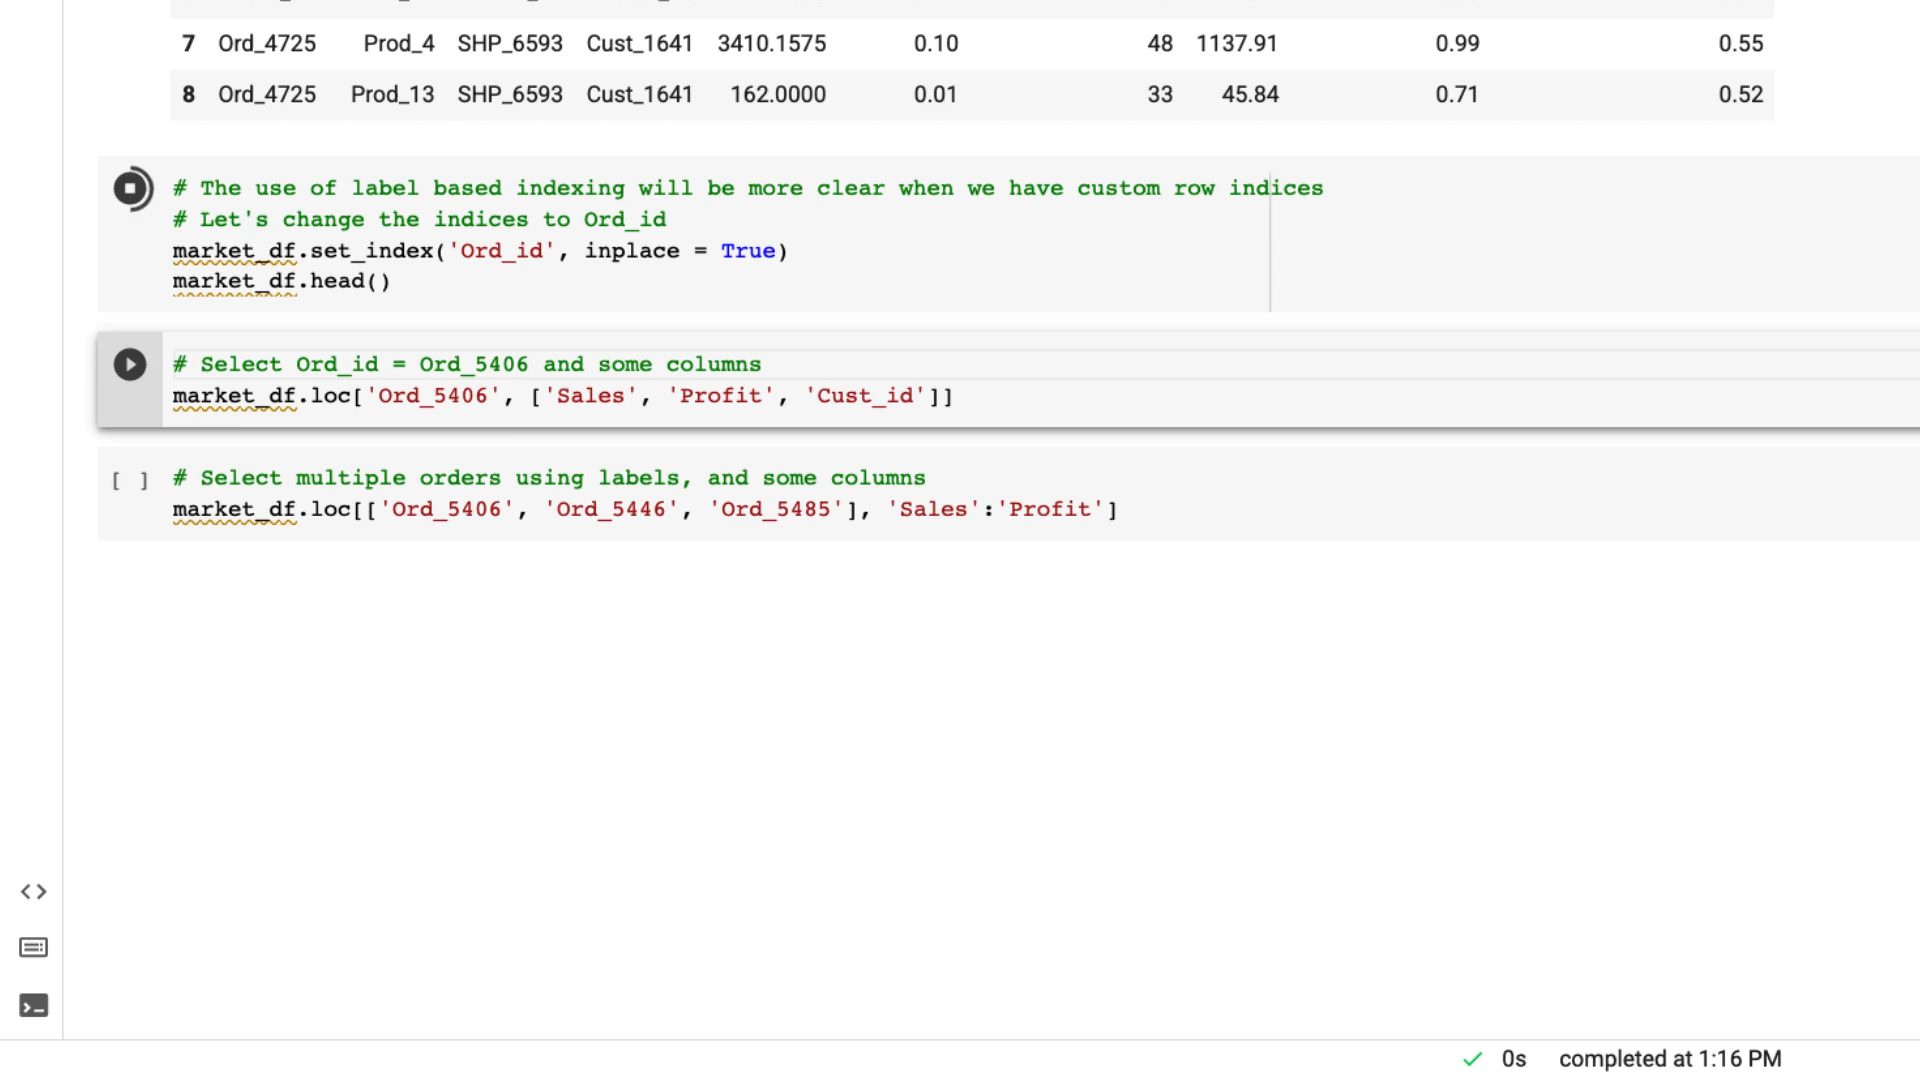 7 Ord_4725 Prod_4 SHP_6593 Cust_1641 3410.1575 0.10 48 1137.91 0.99 0.55
8 Ord_4725 Prod_13 SHP_6593 Cust_1641 162.0000 0.01 33 45.84 0.71 0.52
# The use of label based indexing will be more clear when we have custom row indices
# Let's change the indices to Ord_id
market_df.set_index('Ord_id', inplace = True)
market_df.head()
# Select Ord_id = Ord_5406 and some columns
market_df.loc['Ord_5406', ['Sales', 'Profit', 'Cust_id']]
[ ] # Select multiple orders using labels, and some columns
market_df.loc[['Ord_5406', 'Ord_5446', 'Ord_5485'], 'Sales':'Profit']
0s completed at 1:16 PM